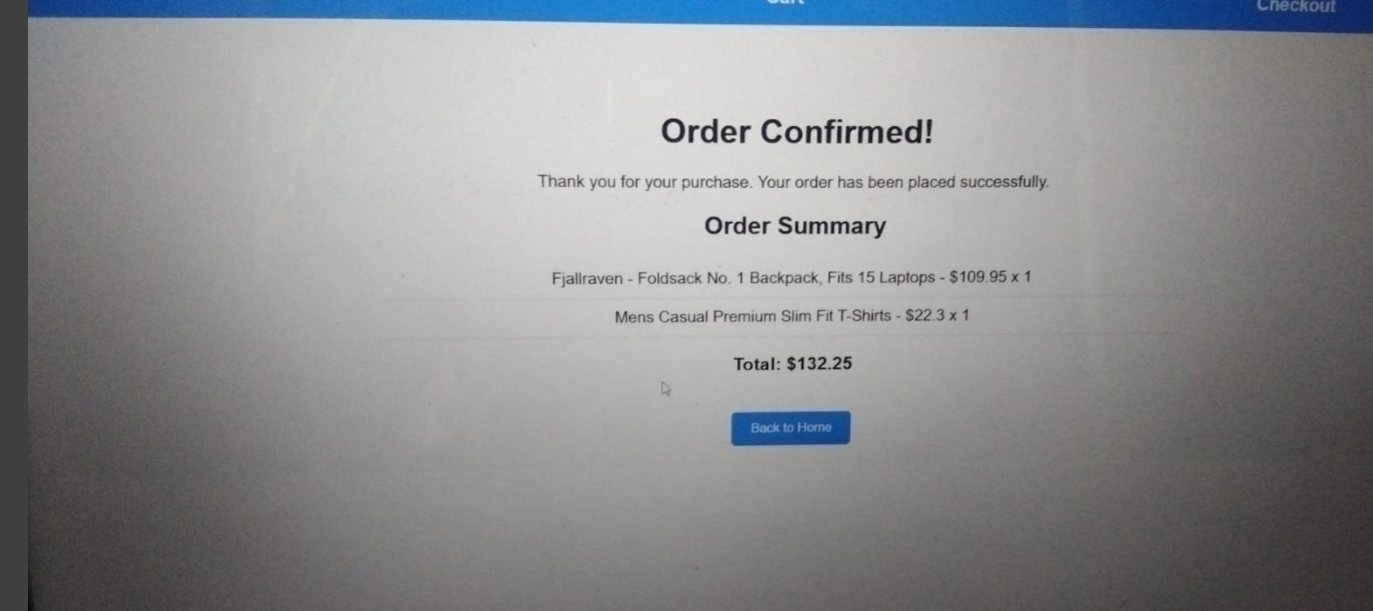 Checkout
Order Confirmed!
Thank you for your purchase. Your order has been placed successfully.
Order Summary
Fjallraven - Foldsack No. 1 Backpack, Fits 15 Laptops - $109.95 x 1
Mens Casual Premium Slim Fit T-Shirts - $22.3 x 1
Total: $132.25
Back to Home